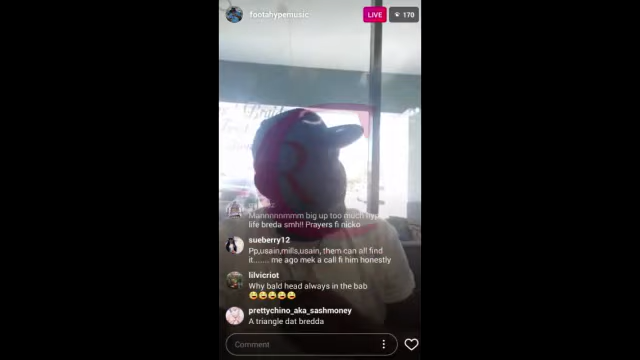 footahypemusic
LIVE
170
Mannnnnmmm big up too much
life breda smh!! Prayers fi nicko
sueberry12
Pp,usain,mills,usain, them can all find
it....... me ago mek a call fi him honestly
lilvicriot
Why bald head always in the bab
😜😜😜😜😜
prettychino_aka_sashmoney
A triangle dat bredda
Comment